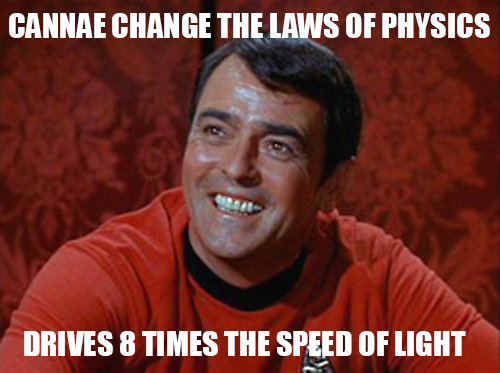 CANNAE CHANGE THE LAWS OF PHYSICS
DRIVES 8 TIMES THE SPEED OF LIGHT